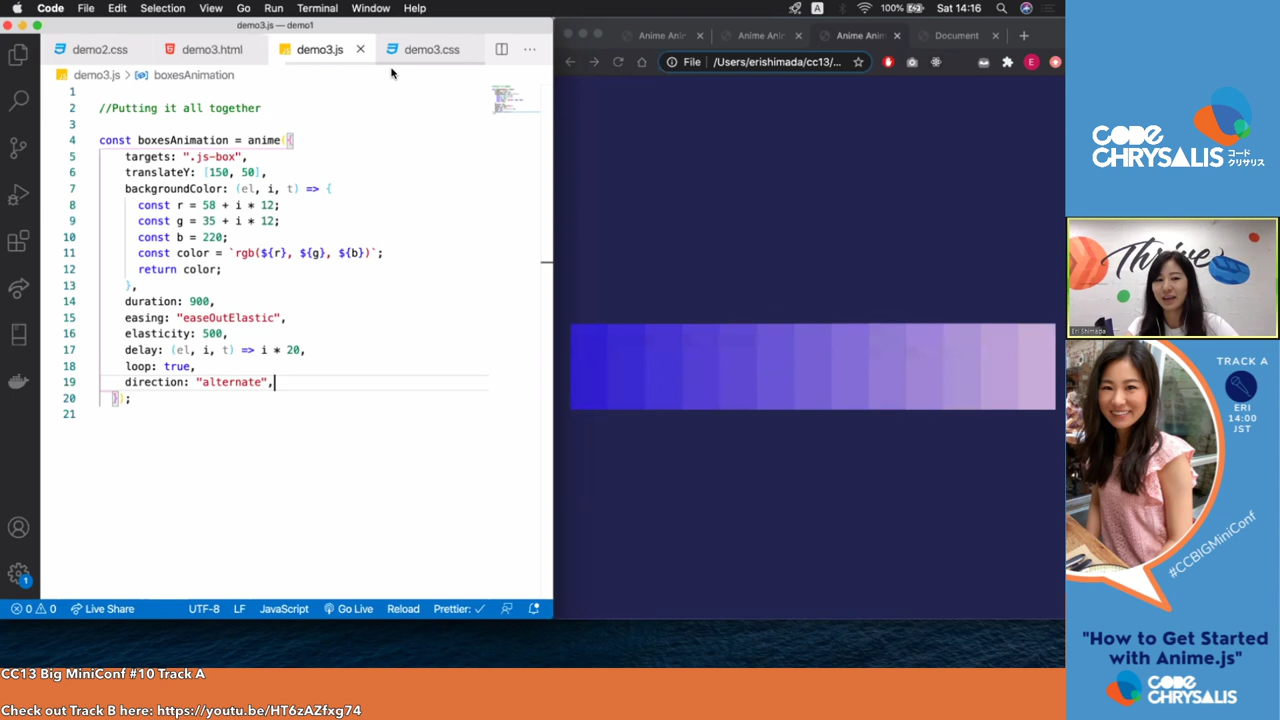 Code File Edit Selection View Go Run Terminal Window Help
A 100% Sat 14:16
demo3.js — demo1
demo2.css demo3.html demo3.js demo3.css
demo3.js > boxesAnimation
1
2 //Putting it all together
3
4 const boxesAnimation = anime({
5 targets: ".js-box",
6 translateY: [150, 50],
7 backgroundColor: (el, i, t) => {
8 const r = 58 + i * 12;
9 const g = 35 + i * 12;
10 const b = 220;
11 const color = `rgb(${r}, ${g}, ${b})`;
12 return color;
13 },
14 duration: 900,
15 easing: "easeOutElastic",
16 elasticity: 500,
17 delay: (el, i, t) => i * 20,
18 loop: true,
19 direction: "alternate",
20 });
21
1
0 0 Live Share UTF-8 LF JavaScript Go Live Reload Prettier: ✓
Anime Anir Anime Anir Anime Anir Document
File /Users/erishimada/cc13/... E
CODE
CHRYSALIS
コード
クリサリス
Thrive
Eri Shimada
TRACK A
ERI
14:00
JST
#CCBIGMiniConf
"How to Get Started
with Anime.js"
CODE
CHRYSALIS
CC13 Big MiniConf #10 Track A
Check out Track B here: https://youtu.be/HT6zAZfxg74